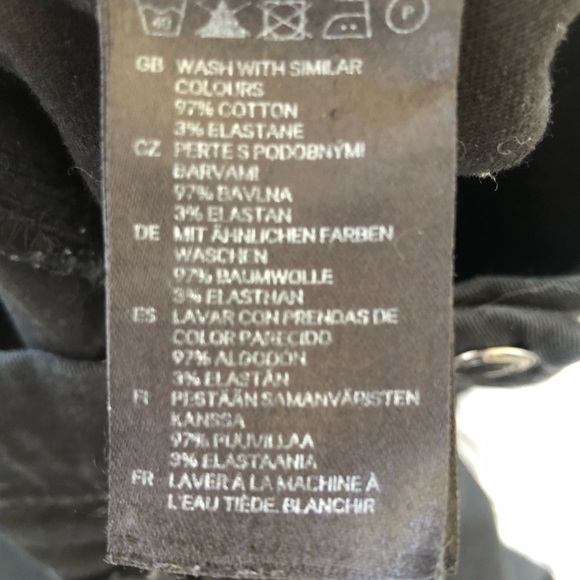 40 P
GB WASH WITH SIMILAR
COLOURS
97% COTTON
3% ELASTANE
CZ PERTE S PODOBNÝMI
BARVAMI
97% BAVLNA
3% ELASTAN
DE MIT ÄHNLICHEN FARBEN
WASCHEN
97% BAUMWOLLE
3% ELASTHAN
ES LAVAR CON PRENDAS DE
COLOR PARECIDO
97% ALGODÓN
3% ELASTÁN
FI PESTÄÄN SAMANVÄRISTEN
KANSSA
97% PUUVILLAA
3% ELASTAANIA
FR LAVER A LA MACHINE À
L'EAU TIÈDE. BLANCHIR